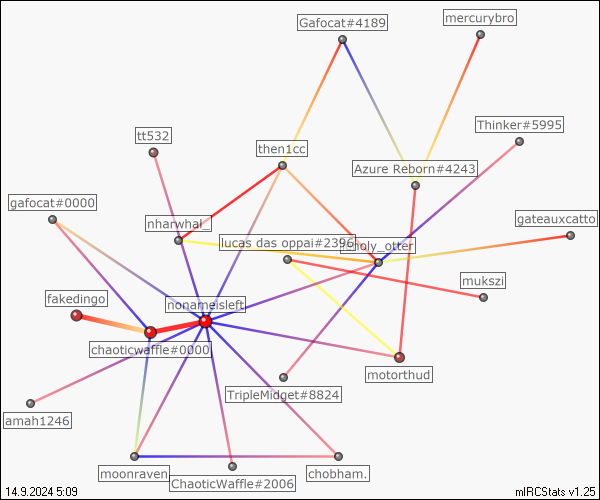 Gafocat#4189
mercurybro
Thinker#5995
tt532
then1cc
Azure Reborn#4243
gafocat#0000
nharwhal_
gateauxcatto
lucas das oppai#2396
holy_otter
mukszi
fakedingo
nonameisleft
chaoticwaffle#0000
motorthud
TripleMidget#8824
amah1246
moonraven
ChaoticWaffle#2006
chobham.
14.9.2024 5:09
mIRCStats v1.25